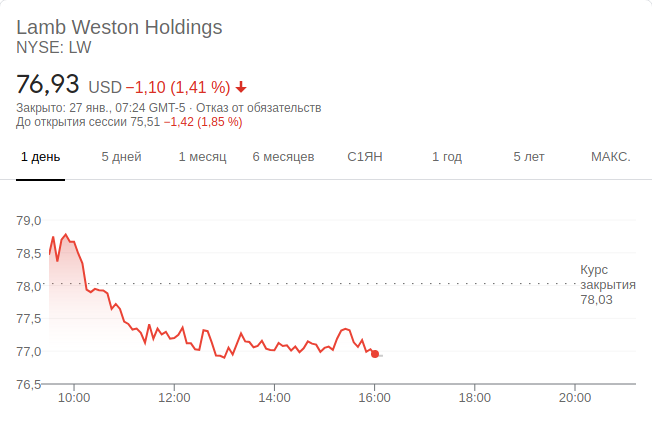 Lamb Weston Holdings
NYSE: LW
76,93 USD −1,10 (1,41 %)
Закрыто: 27 янв., 07:24 GMT-5 · Отказ от обязательств
До открытия сессии 75,51 −1,42 (1,85 %)
1 день 5 дней 1 месяц 6 месяцев С1ЯН 1 год 5 лет МАКС.
79,0
78,5
Курс
закрытия
78,03
78,0
77,5
77,0
76,5
10:00 12:00 14:00 16:00 18:00 20:00